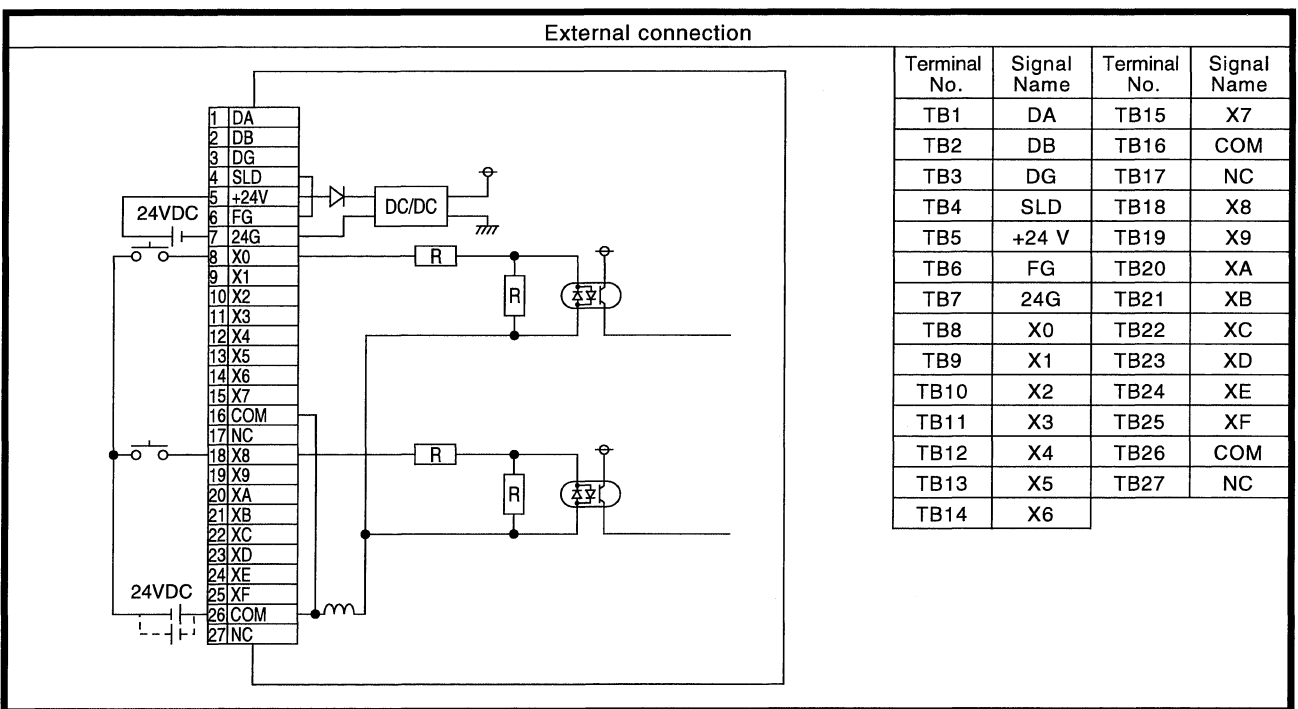 External connection
1 DA
2 DB
3 DG
4 SLD
5 +24V
6 FG
7 24G
8 X0
9 X1
10 X2
11 X3
12 X4
13 X5
14 X6
15 X7
16 COM
17 NC
18 X8
19 X9
20 XA
21 XB
22 XC
23 XD
24 XE
25 XF
26 COM
27 NC
24VDC
24VDC
DC/DC
R
R
R
R
Terminal No. Signal Name Terminal No. Signal Name
TB1 DA TB15 X7
TB2 DB TB16 COM
TB3 DG TB17 NC
TB4 SLD TB18 X8
TB5 +24 V TB19 X9
TB6 FG TB20 XA
TB7 24G TB21 XB
TB8 X0 TB22 XC
TB9 X1 TB23 XD
TB10 X2 TB24 XE
TB11 X3 TB25 XF
TB12 X4 TB26 COM
TB13 X5 TB27 NC
TB14 X6